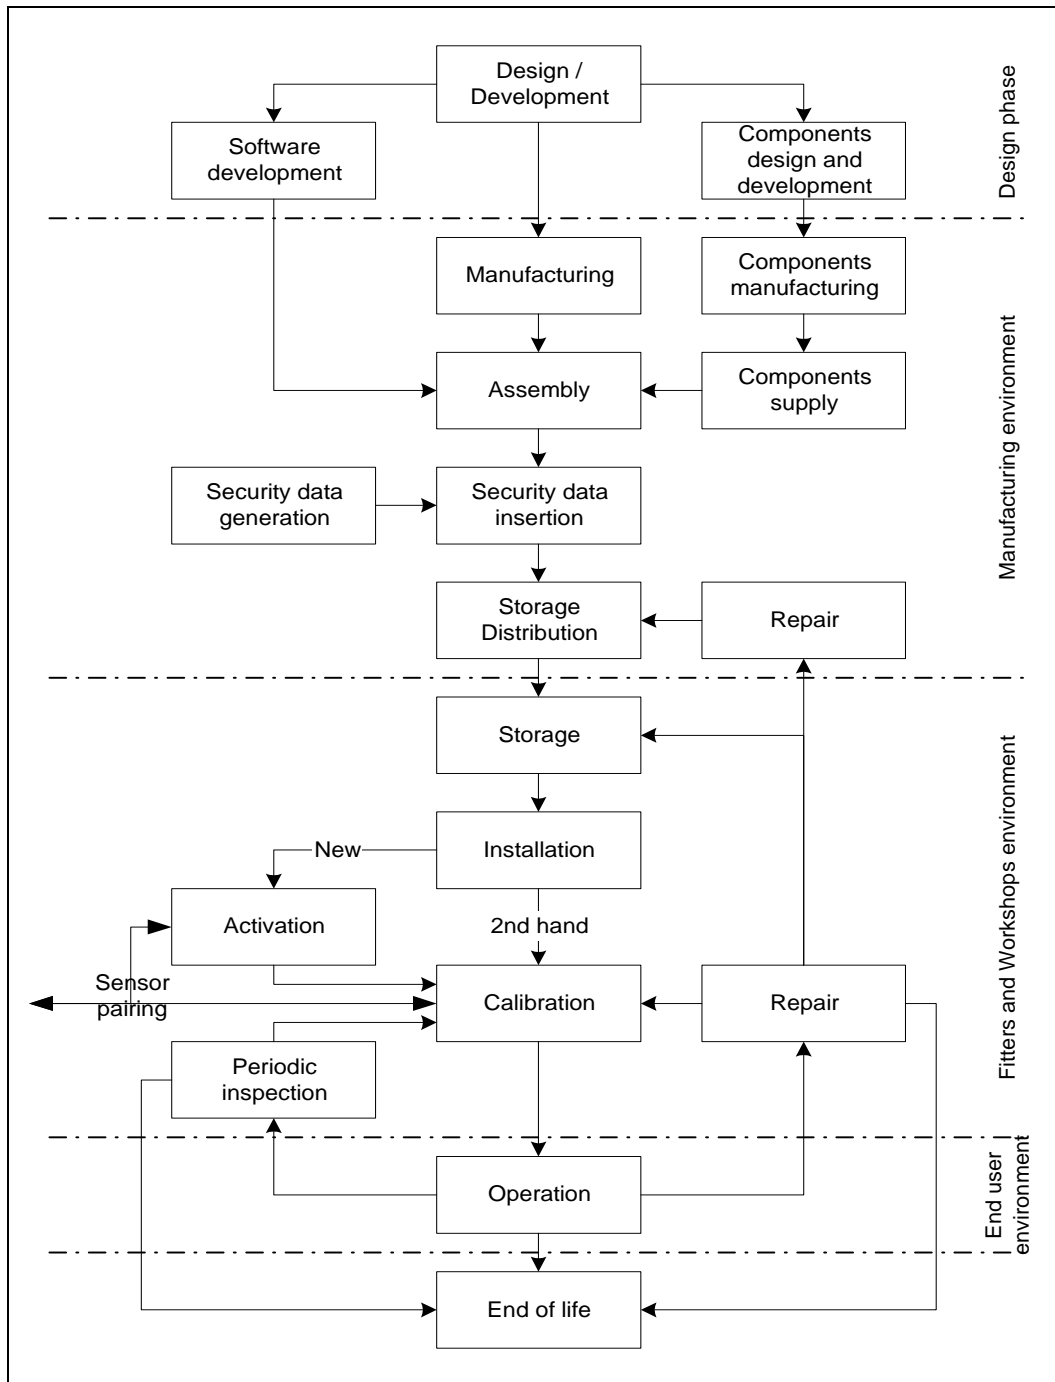 Design /
Development
Software
development
Components
design and
development
Design phase
Manufacturing
Components
manufacturing
Assembly
Components
supply
Manufacturing environment
Security data
generation
Security data
insertion
Storage
Distribution
Repair
Storage
New
Installation
Activation
2nd hand
Sensor
pairing
Calibration
Repair
Fitters and Workshops environment
Periodic
inspection
Operation
End user
environment
End of life